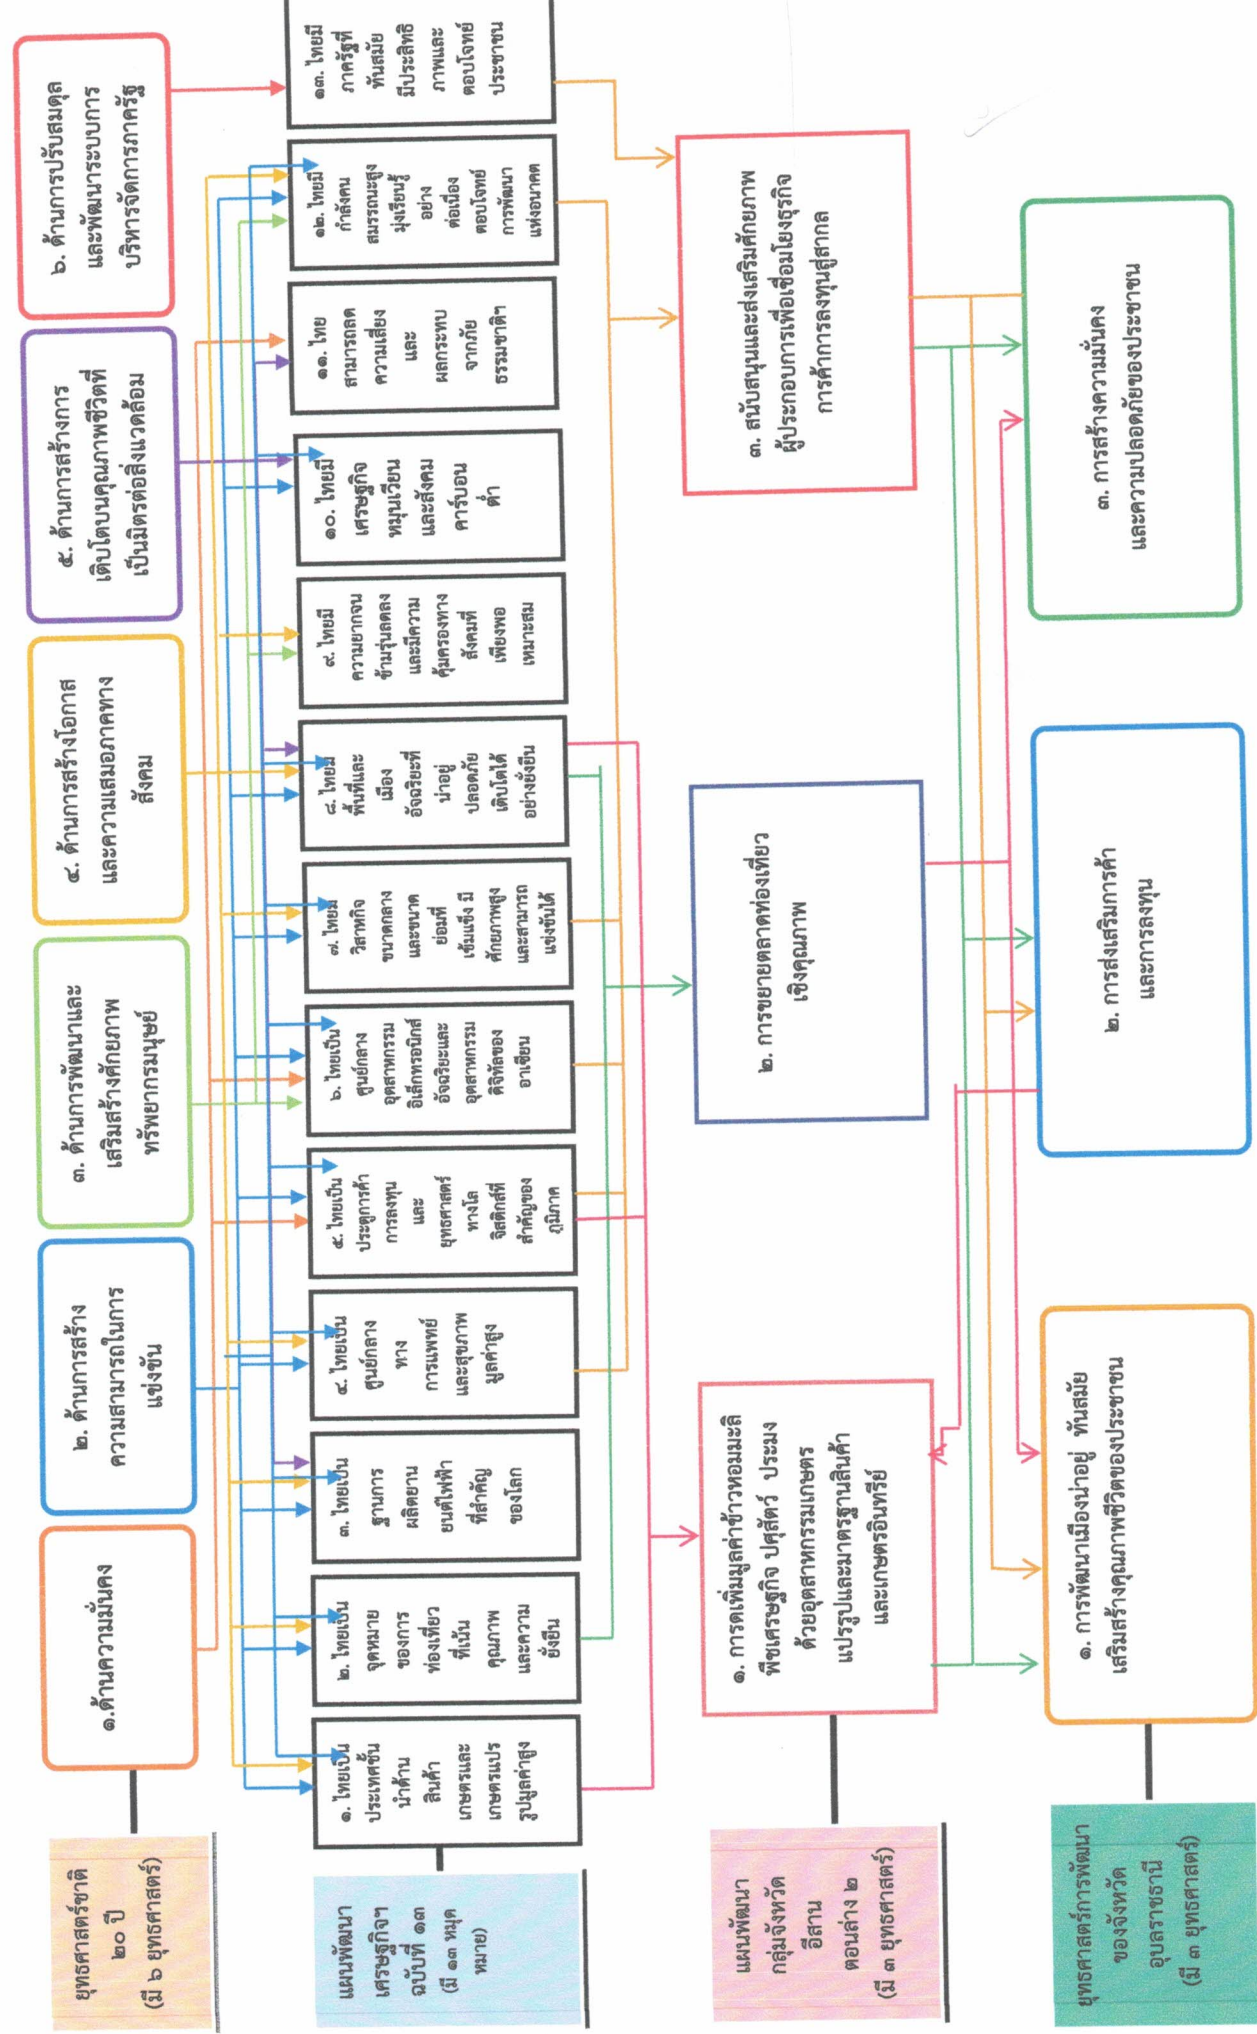 ยุทธศาสตร์ชาติ
๒๐ ปี
(มี ๖ ยุทธศาสตร์)
๑.ด้านความมั่นคง
๒. ด้านการสร้าง
ความสามารถในการ
แข่งขัน
๓. ด้านการพัฒนาและ
เสริมสร้างศักยภาพ
ทรัพยากรมนุษย์
๔. ด้านการสร้างโอกาส
และความเสมอภาคทาง
สังคม
๕. ด้านการสร้างการ
เติบโตบนคุณภาพชีวิตที่
เป็นมิตรต่อสิ่งแวดล้อม
๖. ด้านการปรับสมดุล
และพัฒนาระบบการ
บริหารจัดการภาครัฐ
แผนพัฒนา
เศรษฐกิจฯ
ฉบับที่ ๑๓
(มี ๑๓ หมุด
หมาย)
๑. ไทยเป็น
ประเทศชั้น
นำด้าน
สินค้า
เกษตรและ
เกษตรแปร
รูปมูลค่าสูง
๒. ไทยเป็น
จุดหมาย
ของการ
ท่องเที่ยว
ที่เน้น
คุณภาพ
และความ
ยั่งยืน
๓. ไทยเป็น
ฐานการ
ผลิตยาน
ยนต์ไฟฟ้า
ที่สำคัญ
ของโลก
๔. ไทยเป็น
ศูนย์กลาง
ทาง
การแพทย์
และสุขภาพ
มูลค่าสูง
๕. ไทยเป็น
ประตูการค้า
การลงทุน
และ
ยุทธศาสตร์
ทางโล
จิสติกส์ที่
สำคัญของ
ภูมิภาค
๖. ไทยเป็น
ศูนย์กลาง
อุตสาหกรรม
อิเล็กทรอนิกส์
อัจฉริยะและ
อุตสาหกรรม
ดิจิทัลของ
อาเซียน
๗. ไทยมี
วิสาหกิจ
ขนาดกลาง
และขนาด
ย่อมที่
เข้มแข็ง มี
ศักยภาพสูง
และสามารถ
แข่งขันได้
๘. ไทยมี
พื้นที่และ
เมือง
อัจฉริยะที่
น่าอยู่
ปลอดภัย
เติบโตได้
อย่างยั่งยืน
๙. ไทยมี
ความยากจน
ข้ามรุ่นลดลง
และมีความ
คุ้มครองทาง
สังคมที่
เพียงพอ
เหมาะสม
๑๐. ไทยมี
เศรษฐกิจ
หมุนเวียน
และสังคม
คาร์บอน
ต่ำ
๑๑. ไทย
สามารถลด
ความเสี่ยง
และ
ผลกระทบ
จากภัย
ธรรมชาติฯ
๑๒. ไทยมี
กำลังคน
สมรรถนะสูง
มุ่งเรียนรู้
อย่าง
ต่อเนื่อง
ตอบโจทย์
การพัฒนา
แห่งอนาคต
๑๓. ไทยมี
ภาครัฐที่
ทันสมัย
มีประสิทธิ
ภาพและ
ตอบโจทย์
ประชาชน
แผนพัฒนา
กลุ่มจังหวัด
อีสาน
ตอนล่าง ๒
(มี ๓ ยุทธศาสตร์)
๑. การดเพิ่มมูลค่าข้าวหอมมะลิ
พืชเศรษฐกิจ ปศุสัตว์ ประมง
ด้วยอุตสาหกรรมเกษตร
แปรรูปและมาตรฐานสินค้า
และเกษตรอินทรีย์
๒. การขยายตลาดท่องเที่ยว
เชิงคุณภาพ
๓. สนับสนุนและส่งเสริมศักยภาพ
ผู้ประกอบการเพื่อเชื่อมโยงธุรกิจ
การค้าการลงทุนสู่สากล
ยุทธศาสตร์การพัฒนา
ของจังหวัด
อุบลราชธานี
(มี ๓ ยุทธศาสตร์)
๑. การพัฒนาเมืองน่าอยู่ ทันสมัย
เสริมสร้างคุณภาพชีวิตของประชาชน
๒. การส่งเสริมการค้า
และการลงทุน
๓. การสร้างความมั่นคง
และความปลอดภัยของประชาชน